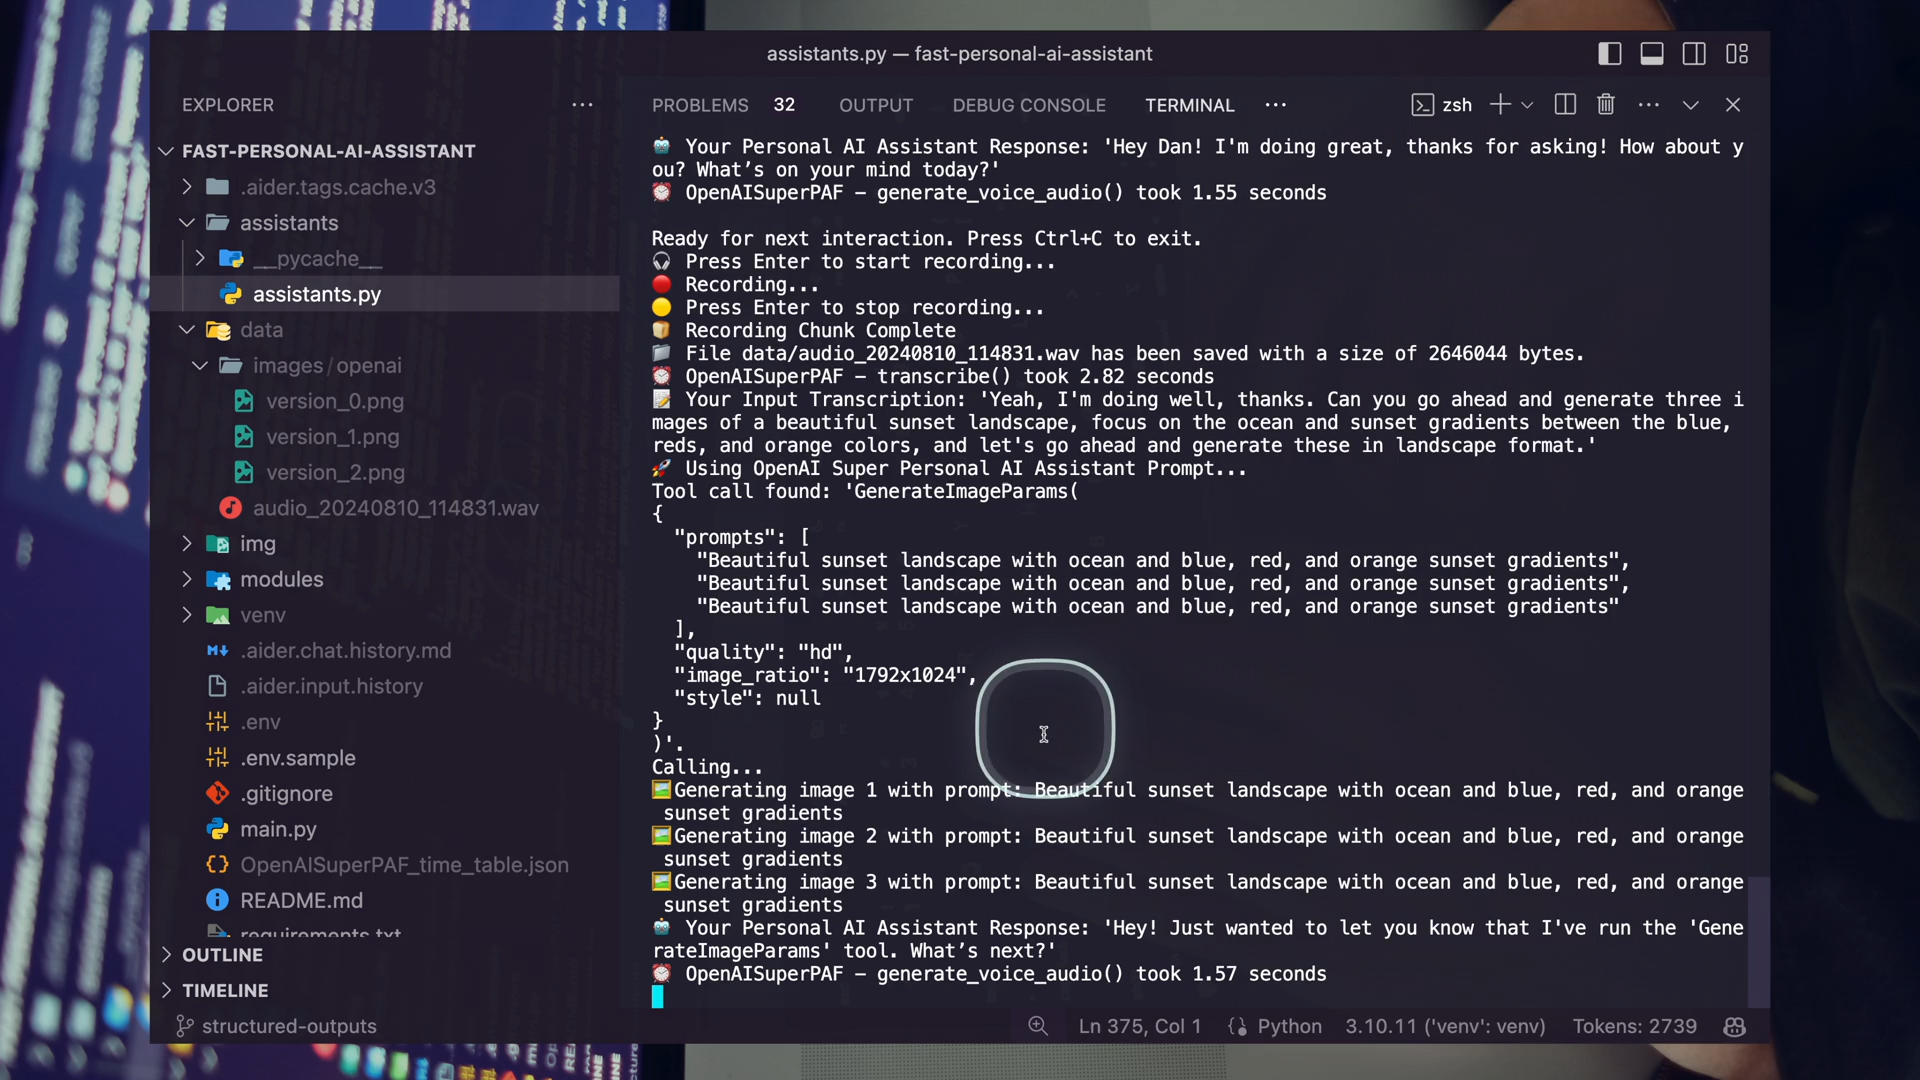 assistants.py — fast-personal-ai-assistant
EXPLORER
FAST-PERSONAL-AI-ASSISTANT
.aider.tags.cache.v3
assistants
__pycache__
assistants.py
data
images/openai
version_0.png
version_1.png
version_2.png
audio_20240810_114831.wav
img
modules
venv
.aider.chat.history.md
.aider.input.history
.env
.env.sample
.gitignore
main.py
OpenAISuperPAF_time_table.json
README.md
requirements.txt
OUTLINE
TIMELINE
PROBLEMS 32 OUTPUT DEBUG CONSOLE TERMINAL zsh
Your Personal AI Assistant Response: 'Hey Dan! I'm doing great, thanks for asking! How about y
ou? What’s on your mind today?'
OpenAISuperPAF – generate_voice_audio() took 1.55 seconds
Ready for next interaction. Press Ctrl+C to exit.
Press Enter to start recording...
Recording...
Press Enter to stop recording...
Recording Chunk Complete
File data/audio_20240810_114831.wav has been saved with a size of 2646044 bytes.
OpenAISuperPAF – transcribe() took 2.82 seconds
Your Input Transcription: 'Yeah, I'm doing well, thanks. Can you go ahead and generate three i
mages of a beautiful sunset landscape, focus on the ocean and sunset gradients between the blue,
reds, and orange colors, and let's go ahead and generate these in landscape format.'
Using OpenAI Super Personal AI Assistant Prompt...
Tool call found: 'GenerateImageParams(
{
"prompts": [
"Beautiful sunset landscape with ocean and blue, red, and orange sunset gradients",
"Beautiful sunset landscape with ocean and blue, red, and orange sunset gradients",
"Beautiful sunset landscape with ocean and blue, red, and orange sunset gradients"
],
"quality": "hd",
"image_ratio": "1792x1024",
"style": null
}
)'.
Calling...
Generating image 1 with prompt: Beautiful sunset landscape with ocean and blue, red, and orange
sunset gradients
Generating image 2 with prompt: Beautiful sunset landscape with ocean and blue, red, and orange
sunset gradients
Generating image 3 with prompt: Beautiful sunset landscape with ocean and blue, red, and orange
sunset gradients
Your Personal AI Assistant Response: 'Hey! Just wanted to let you know that I've run the 'Gene
rateImageParams' tool. What’s next?'
OpenAISuperPAF – generate_voice_audio() took 1.57 seconds
structured-outputs Ln 375, Col 1 Python 3.10.11 ('venv': venv) Tokens: 2739